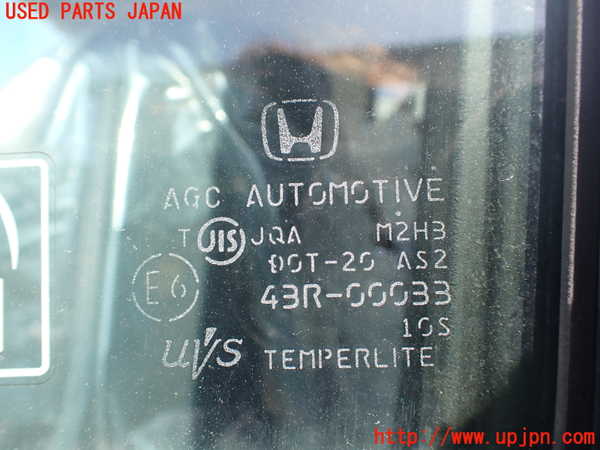 USED PARTS JAPAN
AGC AUTOMOTIVE
T JIS JQA M2H3
DOT-20 AS2
E6 43R-00033
10S
UVS TEMPERLITE
http://www.upjpn.com/